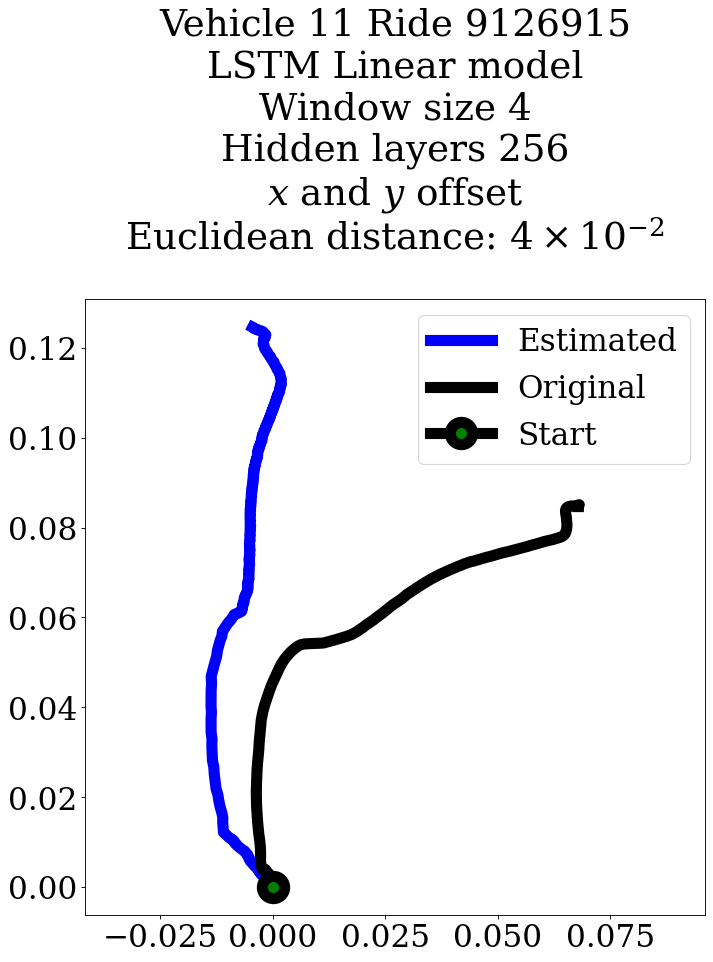 Vehicle 11 Ride 9126915
LSTM Linear model
Window size 4
Hidden layers 256
x and y offset
Euclidean distance: 4 × 10⁻²
Estimated
Original
Start
0.12
0.10
0.08
0.06
0.04
0.02
0.00
−0.025 0.000 0.025 0.050 0.075